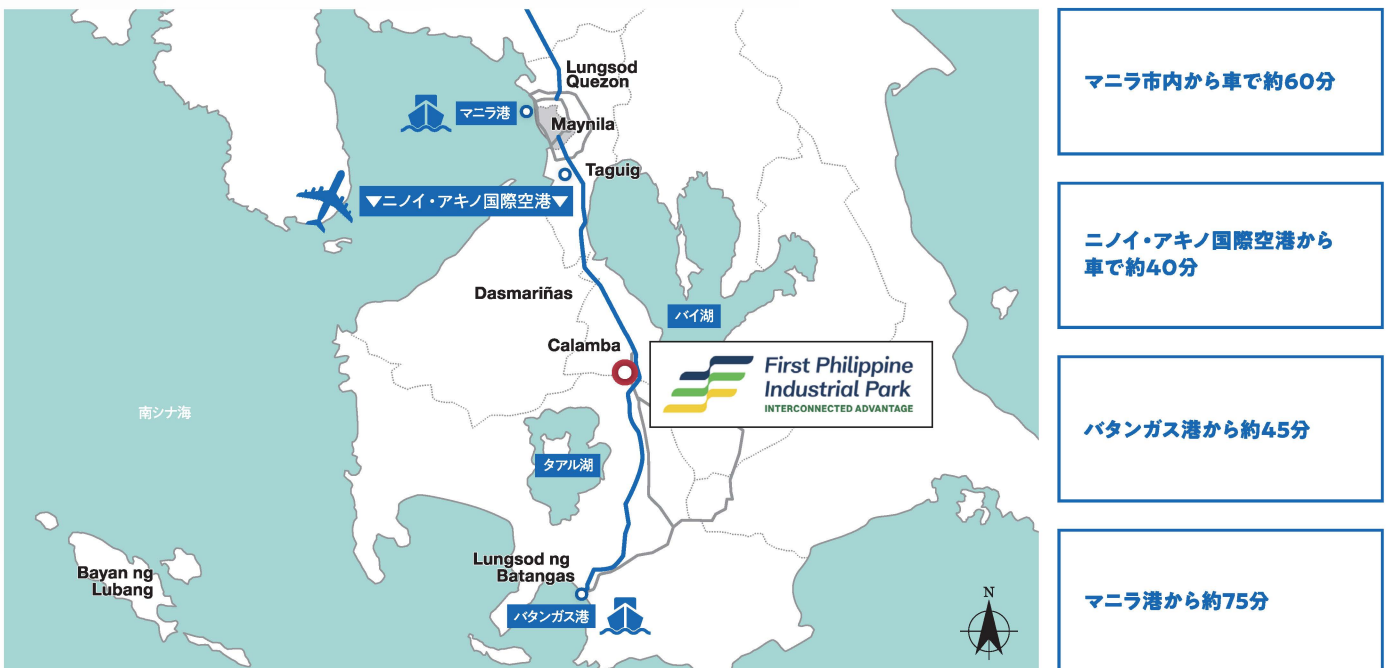 Lungsod
Quezon
マニラ港
Maynila
Taguig
▼ニノイ・アキノ国際空港▼
Dasmariñas
バイ湖
Calamba
First Philippine
Industrial Park
INTERCONNECTED ADVANTAGE
南シナ海
タアル湖
Lungsod ng
Batangas
Bayan ng
Lubang
バタンガス港
N
マニラ市内から車で約60分
ニノイ・アキノ国際空港から
車で約40分
バタンガス港から約45分
マニラ港から約75分